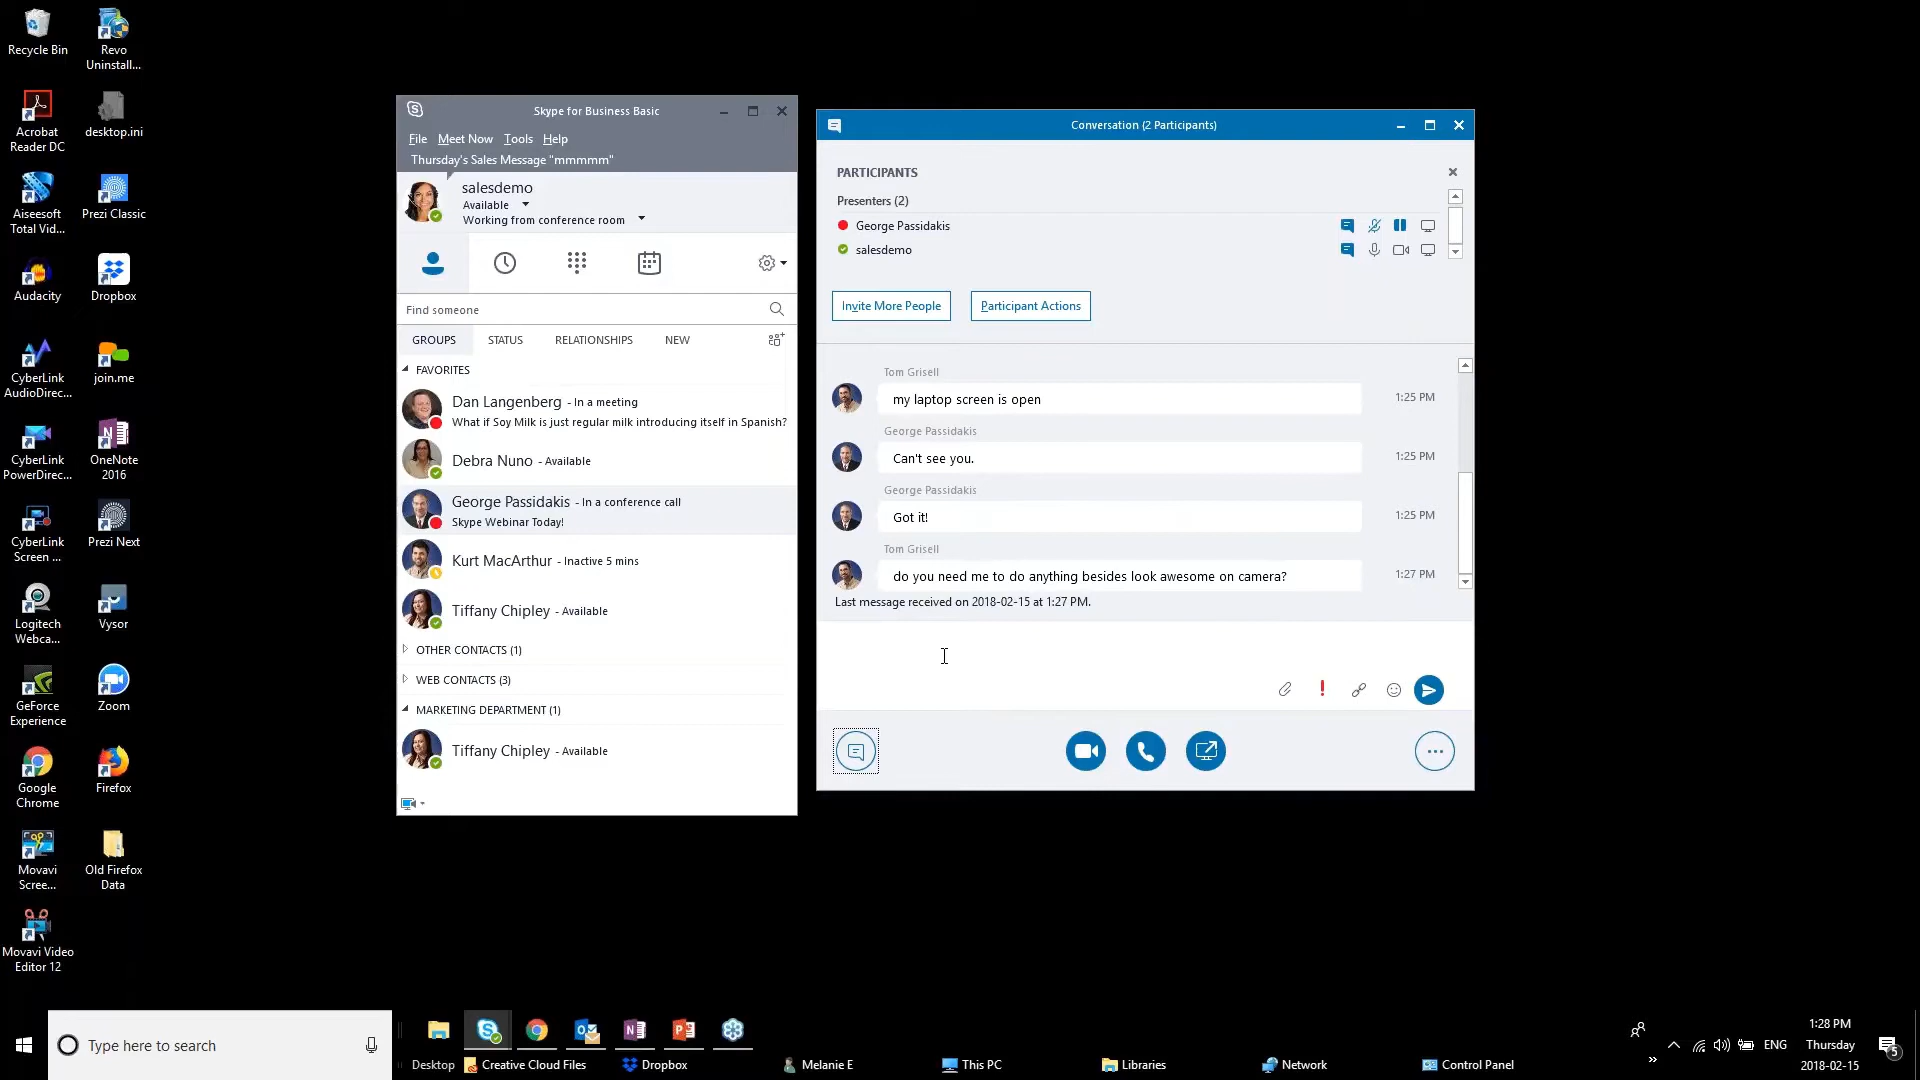 Recycle Bin
Revo
Uninstall...
Acrobat
Reader DC
desktop.ini
Aiseesoft
Total Vid...
Prezi Classic
Audacity
Dropbox
CyberLink
AudioDirec...
join.me
CyberLink
PowerDirec...
OneNote
2016
CyberLink
Screen ...
Prezi Next
Logitech
Webca...
Vysor
GeForce
Experience
Zoom
Google
Chrome
Firefox
Movavi
Scree...
Old Firefox
Data
Movavi Video
Editor 12
Skype for Business Basic
File Meet Now Tools Help
Thursday's Sales Message "mmmmm"
salesdemo
Available
Working from conference room
Find someone
GROUPS STATUS RELATIONSHIPS NEW
FAVORITES
Dan Langenberg - In a meeting
What if Soy Milk is just regular milk introducing itself in Spanish?
Debra Nuno - Available
George Passidakis - In a conference call
Skype Webinar Today!
Kurt MacArthur - Inactive 5 mins
Tiffany Chipley - Available
OTHER CONTACTS (1)
WEB CONTACTS (3)
MARKETING DEPARTMENT (1)
Tiffany Chipley - Available
Conversation (2 Participants)
PARTICIPANTS
Presenters (2)
George Passidakis
salesdemo
Invite More People
Participant Actions
Tom Grisell
my laptop screen is open 1:25 PM
George Passidakis
Can't see you. 1:25 PM
George Passidakis
Got it! 1:25 PM
Tom Grisell
do you need me to do anything besides look awesome on camera? 1:27 PM
Last message received on 2018-02-15 at 1:27 PM.
Type here to search
Desktop Creative Cloud Files Dropbox Melanie E This PC Libraries Network Control Panel
ENG
1:28 PM
Thursday
2018-02-15
5